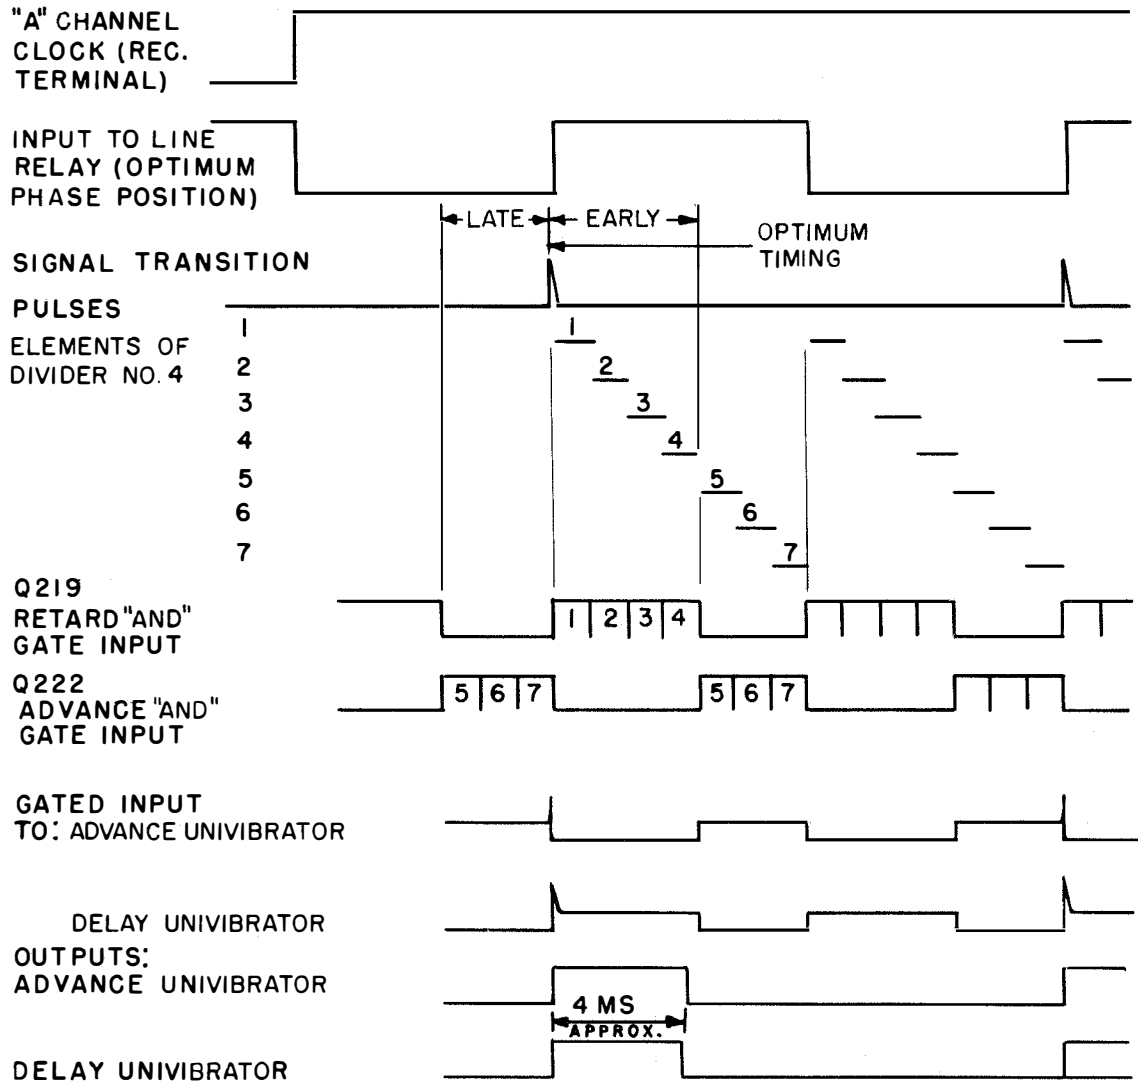 "A" CHANNEL
CLOCK (REC.
TERMINAL)
INPUT TO LINE
RELAY (OPTIMUM
PHASE POSITION)
LATE EARLY
OPTIMUM
TIMING
SIGNAL TRANSITION
PULSES
1 1
ELEMENTS OF
DIVIDER NO. 4 2 2
3 3
4 4
5 5
6 6
7 7
Q219
RETARD "AND"
GATE INPUT
1 2 3 4
Q222
ADVANCE "AND"
GATE INPUT
5 6 7 5 6 7
GATED INPUT
TO: ADVANCE UNIVIBRATOR
DELAY UNIVIBRATOR
OUTPUTS:
ADVANCE UNIVIBRATOR
4 MS
APPROX.
DELAY UNIVIBRATOR